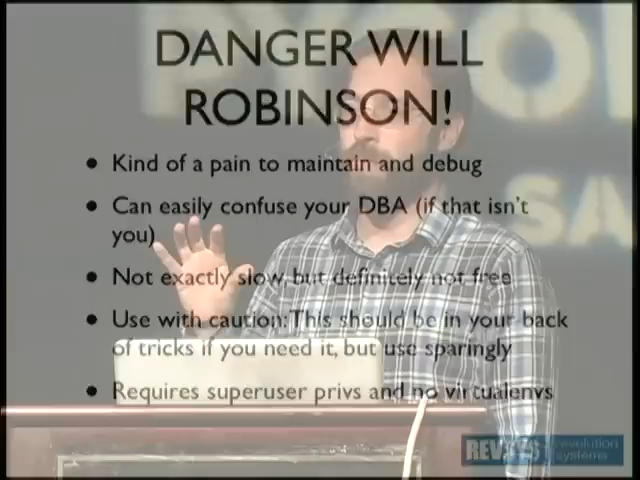 DANGER WILL
ROBINSON!
• Kind of a pain to maintain and debug
• Can easily confuse your DBA (if that isn't
you)
• Not exactly slow, but definitely not free
• Use with caution: This should be in your back
of tricks if you need it, but use sparingly
• Requires superuser privs and no virtualenvs
REVSYS revolution
systems